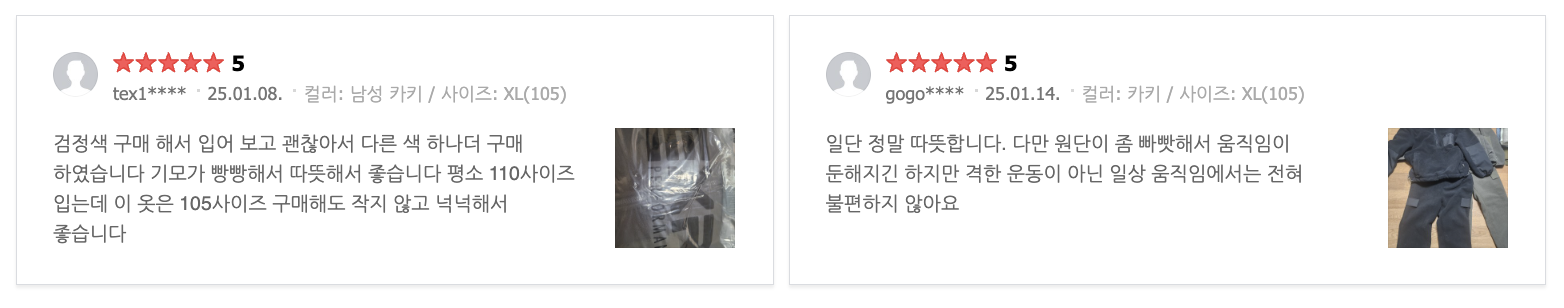 5
tex1**** · 25.01.08. · 컬러: 남성 카키 / 사이즈: XL(105)
검정색 구매 해서 입어 보고 괜찮아서 다른 색 하나더 구매
하였습니다 기모가 빵빵해서 따뜻해서 좋습니다 평소 110사이즈
입는데 이 옷은 105사이즈 구매해도 작지 않고 넉넉해서
좋습니다
5
gogo**** · 25.01.14. · 컬러: 카키 / 사이즈: XL(105)
일단 정말 따뜻합니다. 다만 원단이 좀 빠빳해서 움직임이
둔해지긴 하지만 격한 운동이 아닌 일상 움직임에서는 전혀
불편하지 않아요